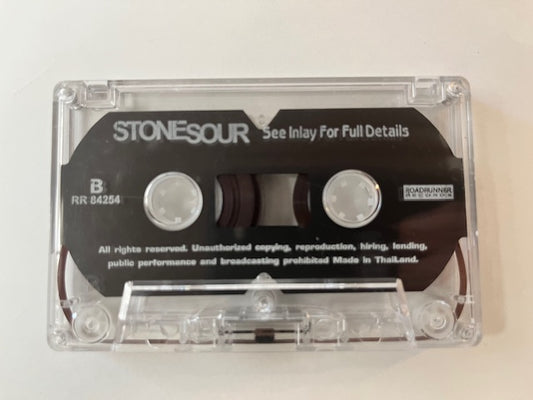 STONESOUR See Inlay For Full Details
B
RR 84254
ROADRUNNER
RECORDS
All rights reserved. Unauthorized copying, reproduction, hiring, lending,
public performance and broadcasting prohibited Made in ThaiLand.